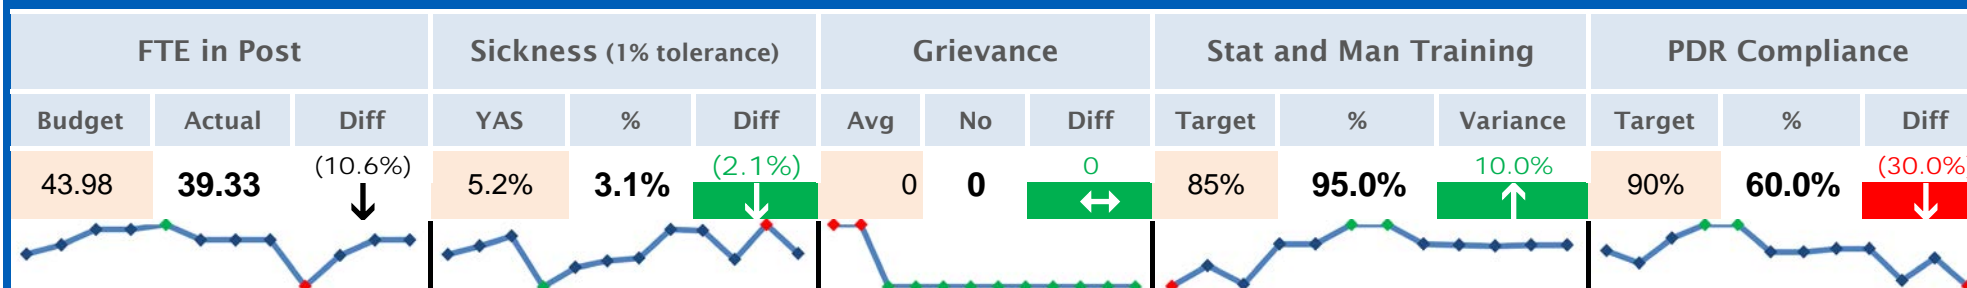 FTE in Post Sickness (1% tolerance) Grievance Stat and Man Training PDR Compliance
Budget Actual Diff YAS % Diff Avg No Diff Target % Variance Target % Diff
43.98 39.33 (10.6%) 5.2% 3.1% (2.1%) 0 0 0 85% 95.0% 10.0% 90% 60.0% (30.0%